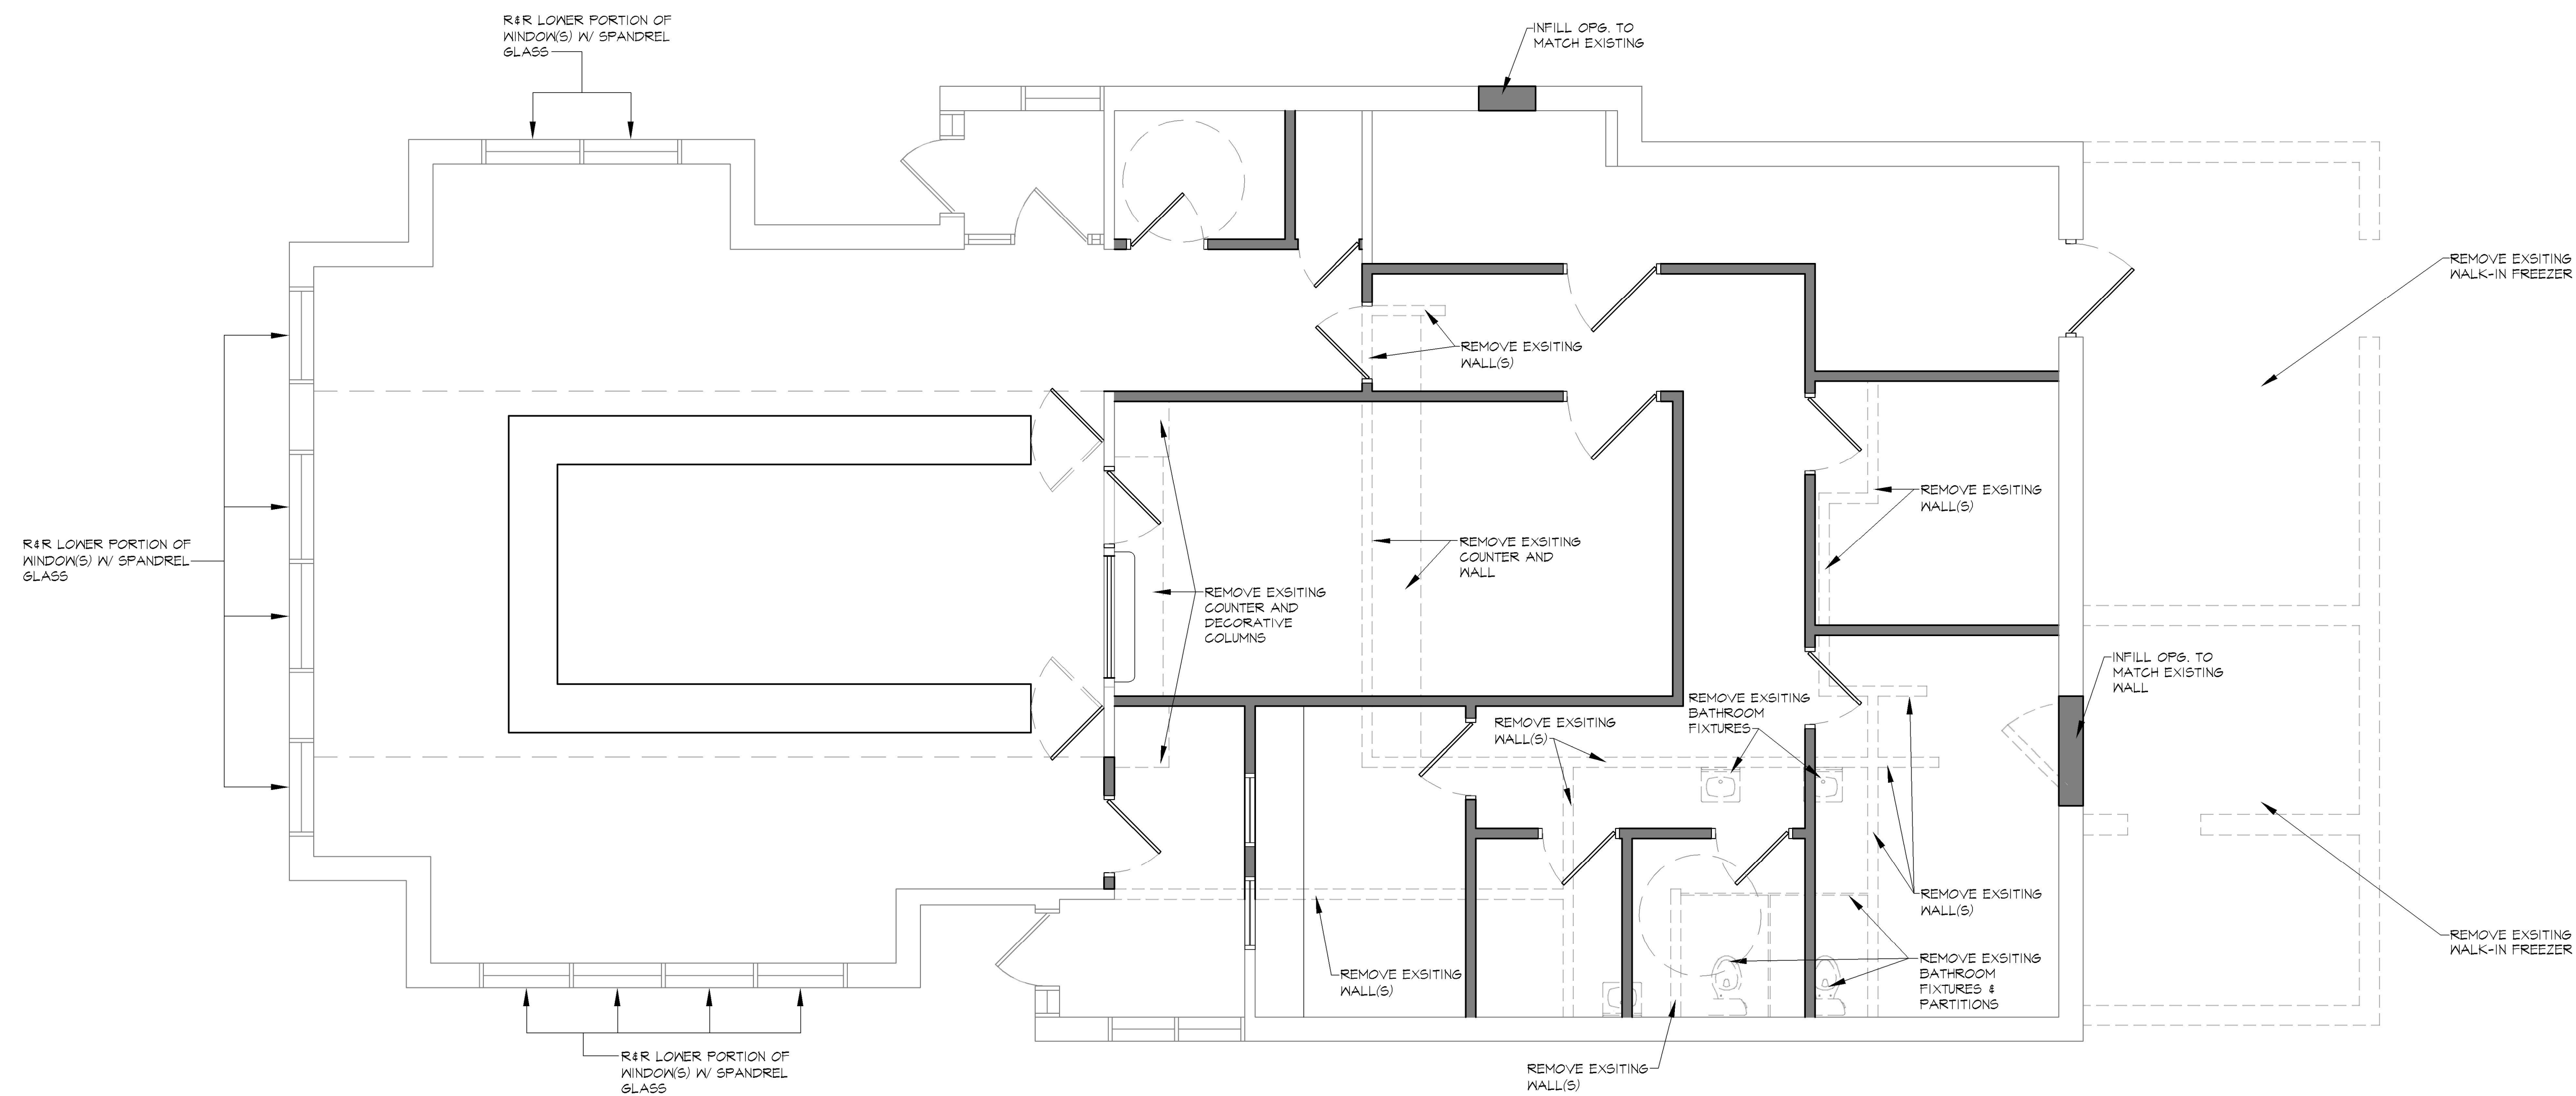 R&R LOWER PORTION OF
WINDOW(S) W/ SPANDREL
GLASS
INFILL OPG. TO
MATCH EXISTING
REMOVE EXSITING
WALK-IN FREEZER
REMOVE EXSITING
WALL(S)
REMOVE EXSITING
WALL(S)
R&R LOWER PORTION OF
WINDOW(S) W/ SPANDREL
GLASS
REMOVE EXSITING
COUNTER AND
WALL
REMOVE EXSITING
COUNTER AND
DECORATIVE
COLUMNS
INFILL OPG. TO
MATCH EXISTING
WALL
REMOVE EXSITING
BATHROOM
FIXTURES
REMOVE EXSITING
WALL(S)
REMOVE EXSITING
WALL(S)
REMOVE EXSITING
WALK-IN FREEZER
REMOVE EXSITING
WALL(S)
REMOVE EXSITING
BATHROOM
FIXTURES &
PARTITIONS
R&R LOWER PORTION OF
WINDOW(S) W/ SPANDREL
GLASS
REMOVE EXSITING
WALL(S)